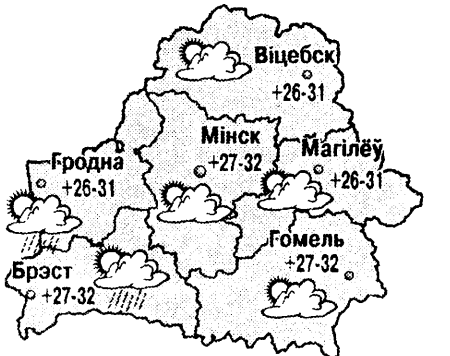 Віцебск
+26-31
Мінск
+27-32
Магілёў
+26-31
Гродна
+26-31
Гомель
+27-32
Брэст
+27-32